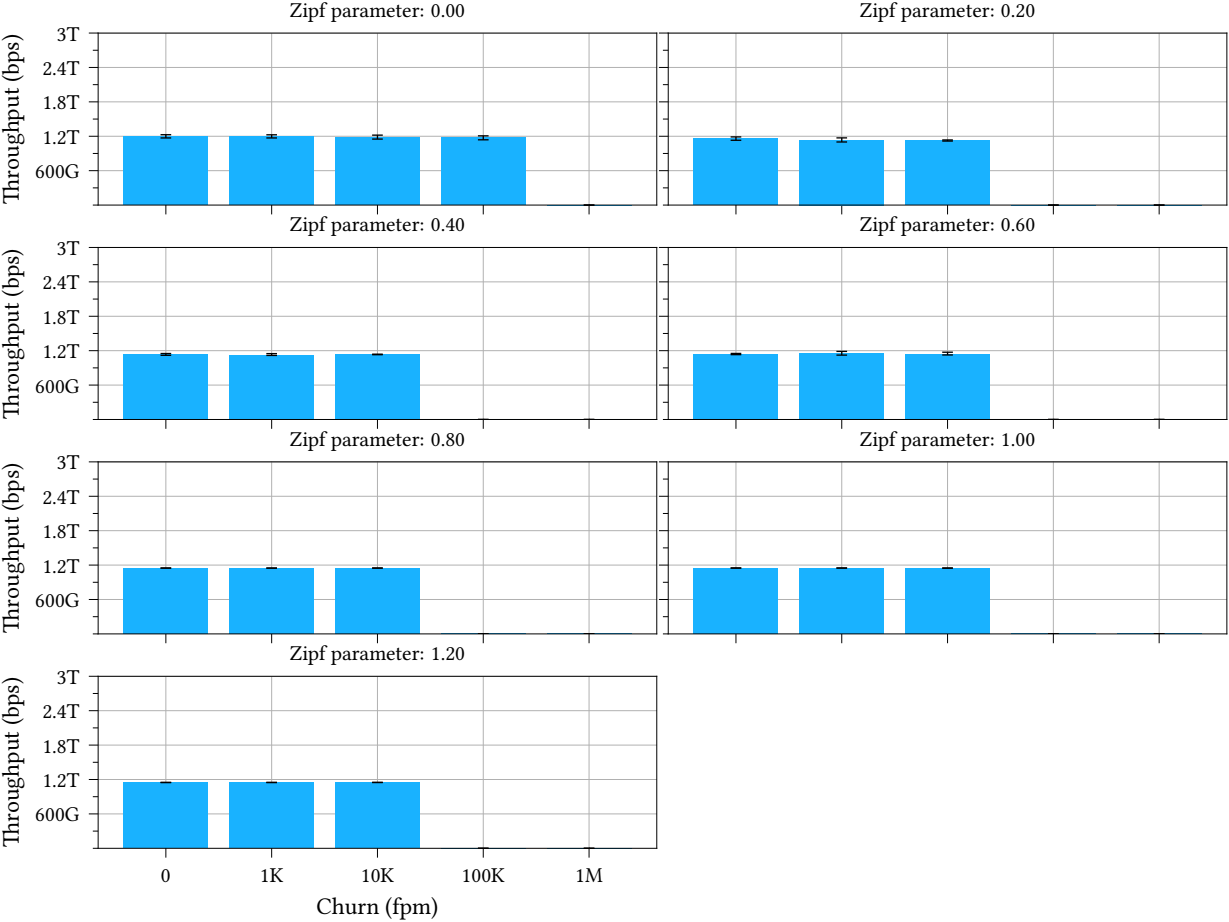 Zipf parameter: 0.00
Zipf parameter: 0.20
Throughput (bps)
3T
2.4T
1.8T
1.2T
600G
Zipf parameter: 0.40
Zipf parameter: 0.60
Throughput (bps)
3T
2.4T
1.8T
1.2T
600G
Zipf parameter: 0.80
Zipf parameter: 1.00
Throughput (bps)
3T
2.4T
1.8T
1.2T
600G
Zipf parameter: 1.20
Throughput (bps)
3T
2.4T
1.8T
1.2T
600G
0 1K 10K 100K 1M
Churn (fpm)